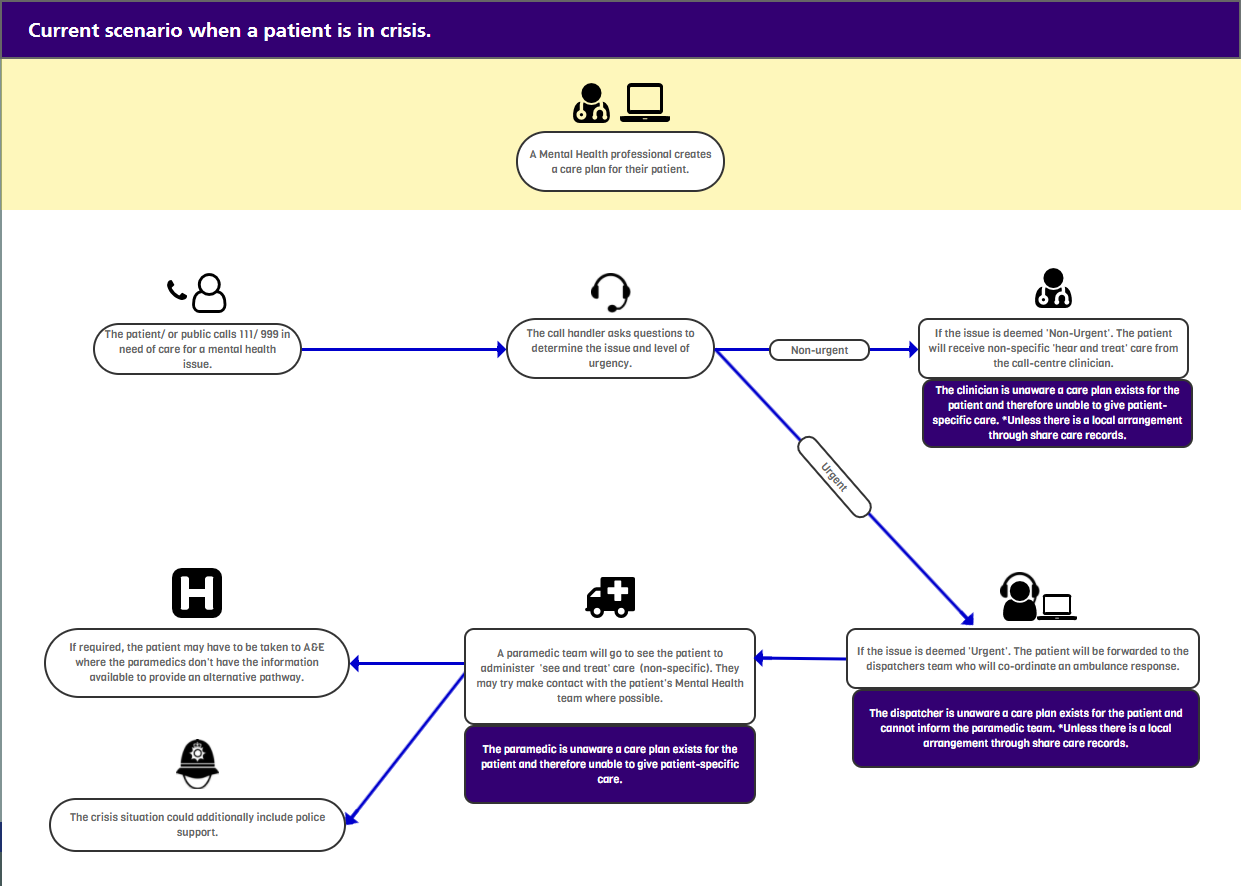 Current scenario when a patient is in crisis.
A Mental Health professional creates
a care plan for their patient.
The patient/ or public calls 111/ 999 in
need of care for a mental health
issue.
The call handler asks questions to
determine the issue and level of
urgency.
Non-urgent
If the issue is deemed 'Non-Urgent'. The patient
will receive non-specific 'hear and treat' care from
the call-centre clinician.
The clinician is unaware a care plan exists for the
patient and therefore unable to give patient-
specific care. *Unless there is a local arrangement
through share care records.
Urgent
If the issue is deemed 'Urgent'. The patient will be forwarded to the
dispatchers team who will co-ordinate an ambulance response.
The dispatcher is unaware a care plan exists for the patient and
cannot inform the paramedic team. *Unless there is a local
arrangement through share care records.
A paramedic team will go to see the patient to
administer 'see and treat' care (non-specific). They
may try make contact with the patient's Mental Health
team where possible.
The paramedic is unaware a care plan exists for the
patient and therefore unable to give patient-specific
care.
H
If required, the patient may have to be taken to A&E
where the paramedics don't have the information
available to provide an alternative pathway.
The crisis situation could additionally include police
support.